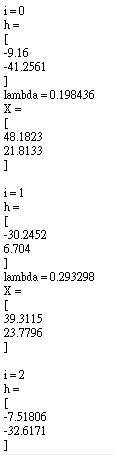 i = 0
h =
[
-9.16
-41.2561
]
lambda = 0.198436
X =
[
48.1823
21.8133
]
i = 1
h =
[
-30.2452
6.704
]
lambda = 0.293298
X =
[
39.3115
23.7796
]
i = 2
h =
[
-7.51806
-32.6171
]